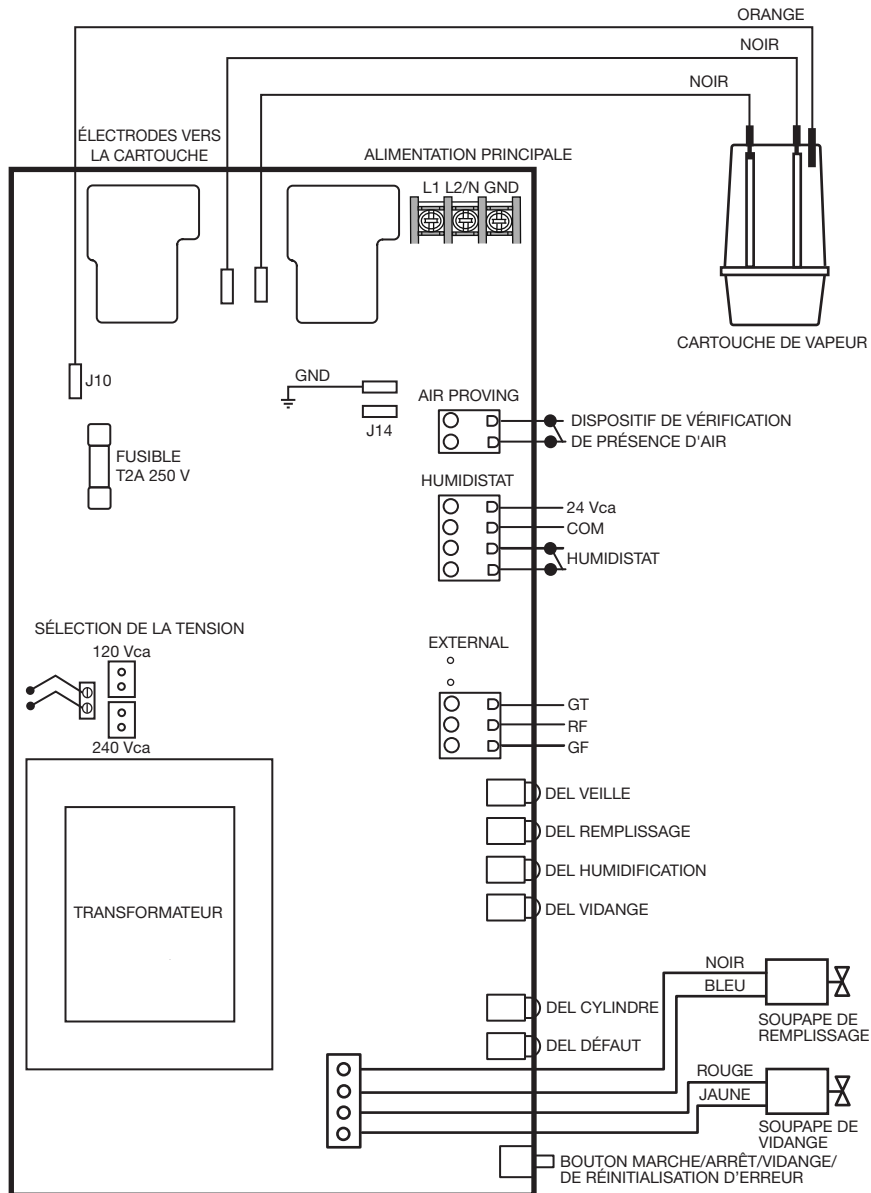 ORANGE
NOIR
NOIR
ÉLECTRODES VERS
LA CARTOUCHE
ALIMENTATION PRINCIPALE
L1 L2/N GND
CARTOUCHE DE VAPEUR
J10
GND
J14
AIR PROVING
DISPOSITIF DE VÉRIFICATION
DE PRÉSENCE D'AIR
FUSIBLE
T2A 250 V
HUMIDISTAT
24 Vca
COM
HUMIDISTAT
SÉLECTION DE LA TENSION
120 Vca
240 Vca
EXTERNAL
GT
RF
GF
DEL VEILLE
DEL REMPLISSAGE
DEL HUMIDIFICATION
DEL VIDANGE
TRANSFORMATEUR
NOIR
BLEU
SOUPAPE DE
REMPLISSAGE
DEL CYLINDRE
DEL DÉFAUT
ROUGE
JAUNE
SOUPAPE DE
VIDANGE
BOUTON MARCHE/ARRÊT/VIDANGE/
DE RÉINITIALISATION D'ERREUR